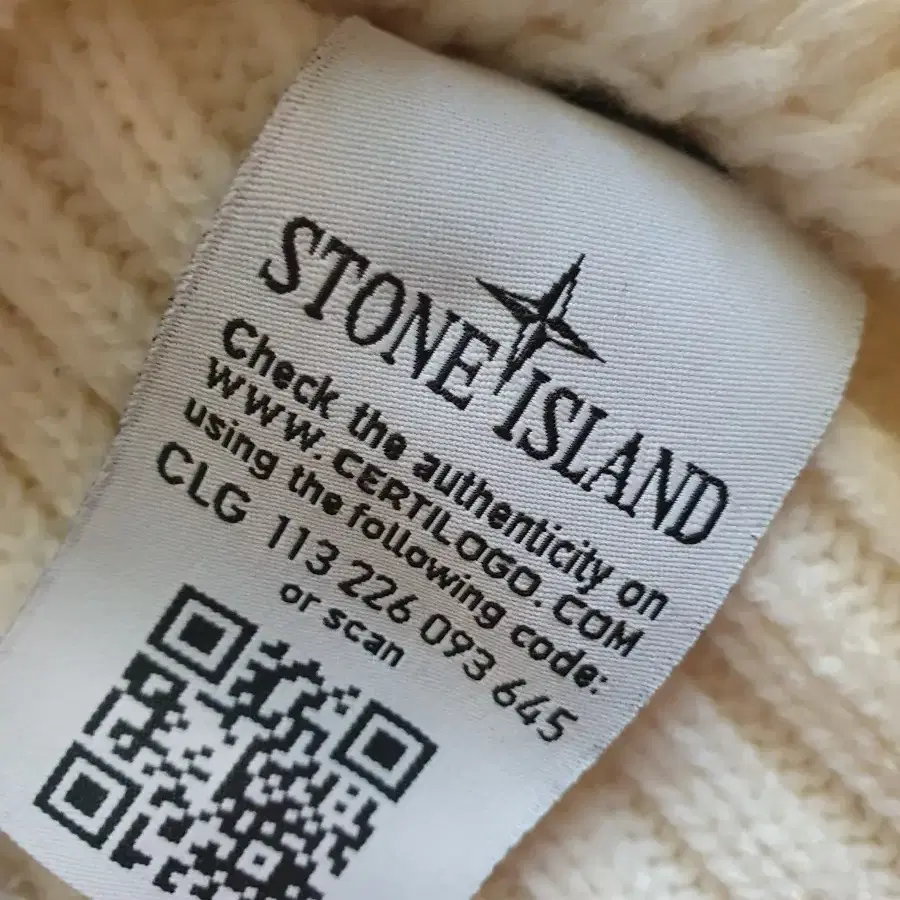 STONE ISLAND
Check the authenticity on
WWW.CERTILOGO.COM
using the following code:
CLG 113 226 093 645
or scan